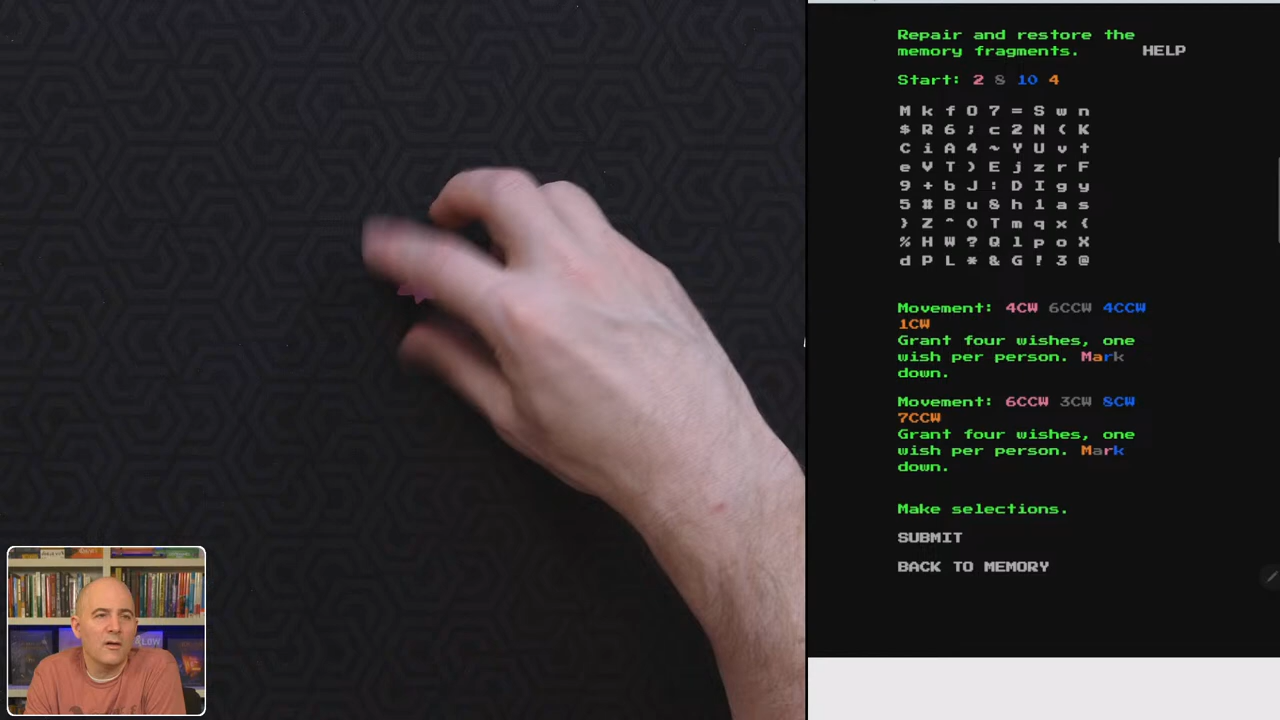 Repair and restore the
memory fragments. HELP
Start: 2 8 10 4
M k f O 7 = S w n
$ R 6 ; c 2 N ( K
C i A 4 ~ Y U v t
e V T ) E j z r F
9 + b J : D I g y
5 # B u 8 h 1 a s
} Z ^ 0 T m q x {
% H W ? Q l p o X
d P L * & G ! 3 @
Movement: 4CW 6CCW 4CCW
1CW
Grant four wishes, one
wish per person. Mark
down.
Movement: 6CCW 3CW 8CW
7CCW
Grant four wishes, one
wish per person. Mark
down.
Make selections.
SUBMIT
BACK TO MEMORY